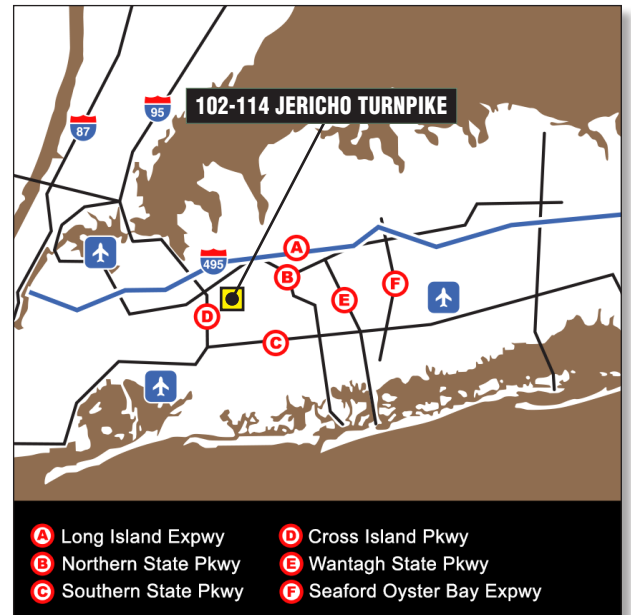 102-114 JERICHO TURNPIKE
95
87
A
495
B
E
F
D
C
A Long Island Expwy
B Northern State Pkwy
C Southern State Pkwy
D Cross Island Pkwy
E Wantagh State Pkwy
F Seaford Oyster Bay Expwy